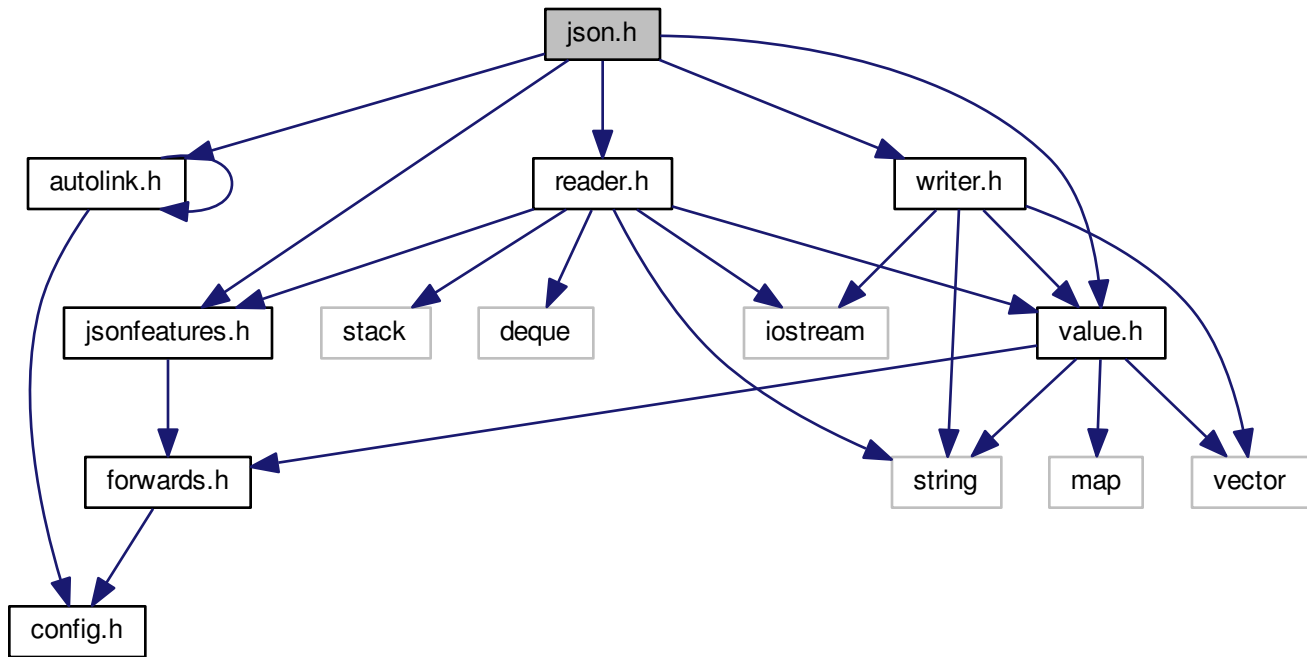 json.h
autolink.h
reader.h
writer.h
jsonfeatures.h
stack
deque
iostream
value.h
forwards.h
string
map
vector
config.h